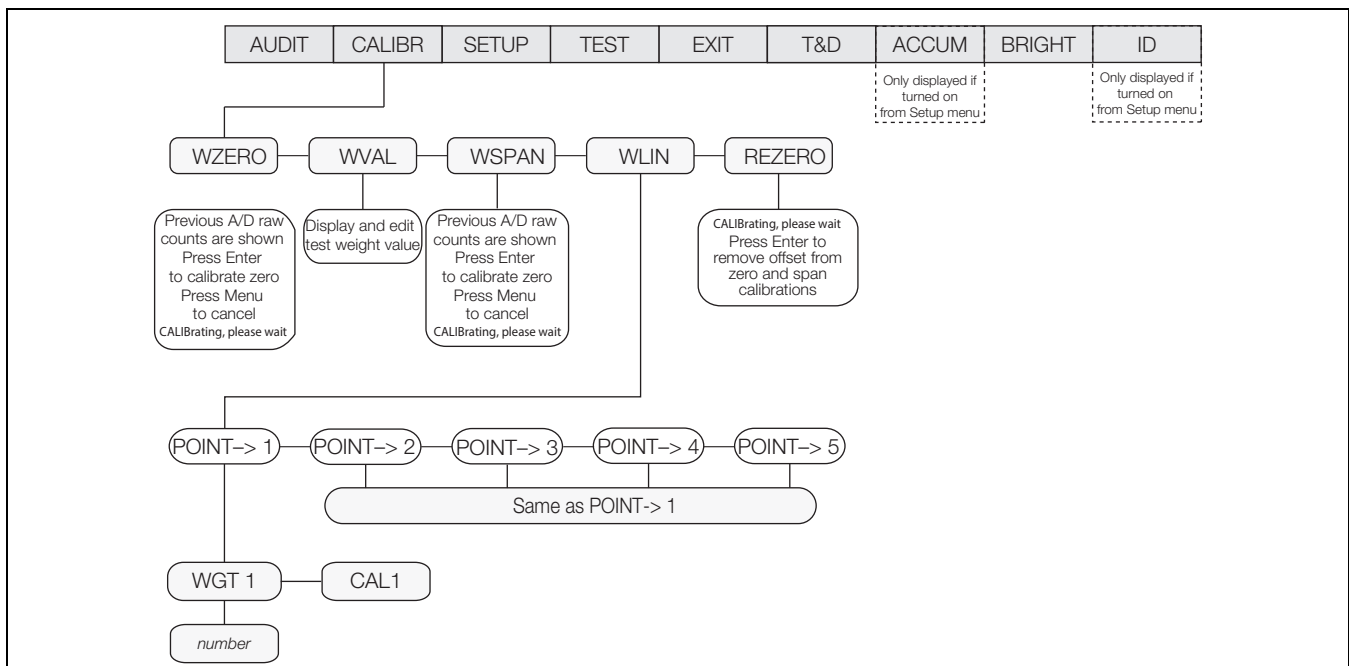 AUDIT CALIBR SETUP TEST EXIT T&D ACCUM BRIGHT ID
Only displayed if
turned on
from Setup menu
Only displayed if
turned on
from Setup menu
WZERO WVAL WSPAN WLIN REZERO
Previous A/D raw
counts are shown
Press Enter
to calibrate zero
Press Menu
to cancel
CALIBrating, please wait
Display and edit
test weight value
Previous A/D raw
counts are shown
Press Enter
to calibrate zero
Press Menu
to cancel
CALIBrating, please wait
CALIBrating, please wait
Press Enter to
remove offset from
zero and span
calibrations
POINT–> 1 POINT–> 2 POINT–> 3 POINT–> 4 POINT–> 5
Same as POINT-> 1
WGT 1 CAL1
number